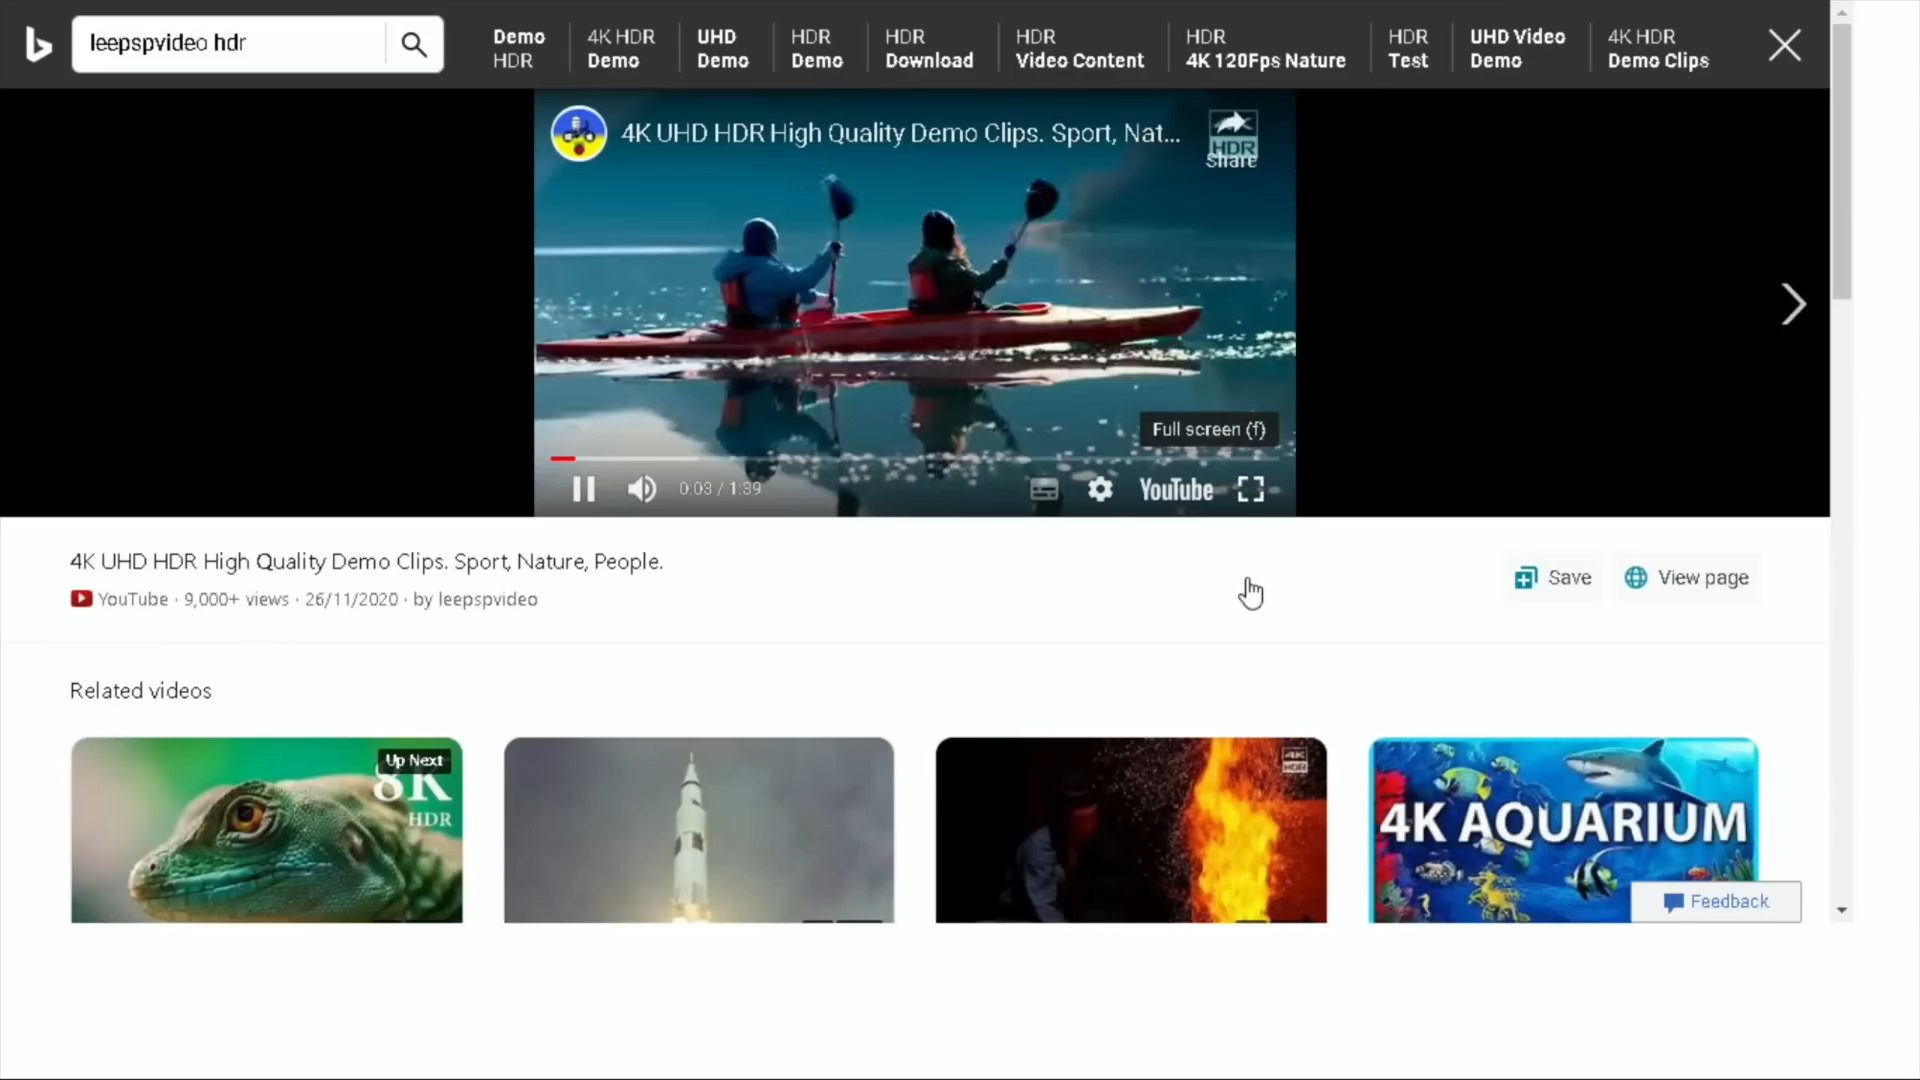 leepspvideo hdr
Demo
HDR
4K HDR
Demo
UHD
Demo
HDR
Demo
HDR
Download
HDR
Video Content
HDR
4K 120Fps Nature
HDR
Test
UHD Video
Demo
4K HDR
Demo Clips
4K UHD HDR High Quality Demo Clips. Sport, Nat...
HDR
Share
Full screen (f)
0:03 / 1:39
YouTube
4K UHD HDR High Quality Demo Clips. Sport, Nature, People.
YouTube · 9,000+ views · 26/11/2020 · by leepspvideo
Save
View page
Related videos
Up Next
8K
HDR
4K
HDR
4K AQUARIUM
Feedback